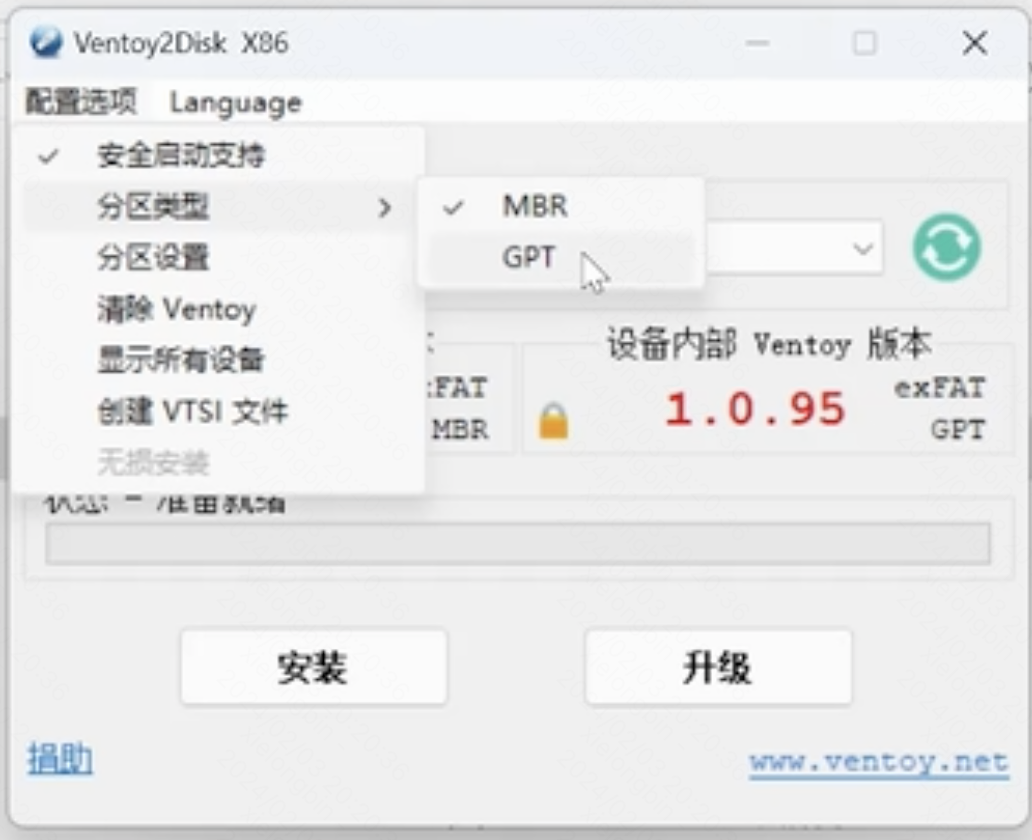 Ventoy2Disk X86
配置选项 Language
安全启动支持
分区类型
MBR
GPT
分区设置
清除 Ventoy
显示所有设备
创建 VTSI 文件
无损安装
FAT
MBR
设备内部 Ventoy 版本
1.0.95
exFAT
GPT
状态 - 准备就绪
安装
升级
捐助
www.ventoy.net